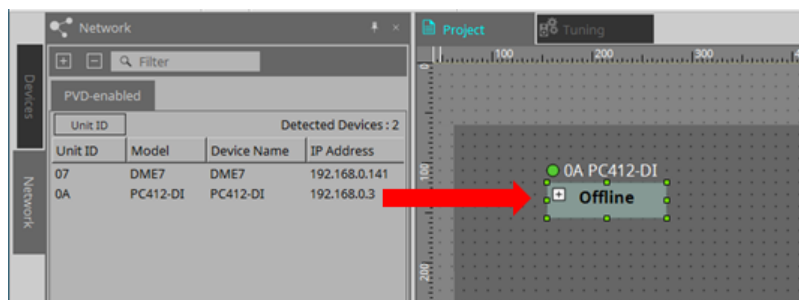 Network
Project
Tuning
Filter
100
200
300
0
Devices
PVD-enabled
Unit ID
Detected Devices : 2
Unit ID Model Device Name IP Address
07 DME7 DME7 192.168.0.141
0A PC412-DI PC412-DI 192.168.0.3
Network
100
0A PC412-DI
Offline
200